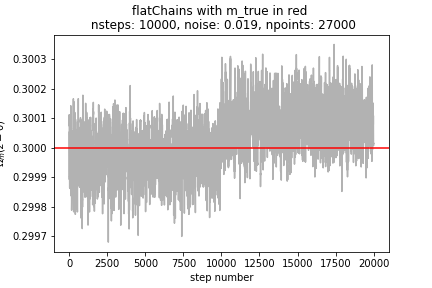 flatChains with m_true in red
nsteps: 10000, noise: 0.019, npoints: 27000
0.3003
0.3002
0.3001
0.3000
0.2999
0.2998
0.2997
0 2500 5000 7500 10000 12500 15000 17500 20000
step number